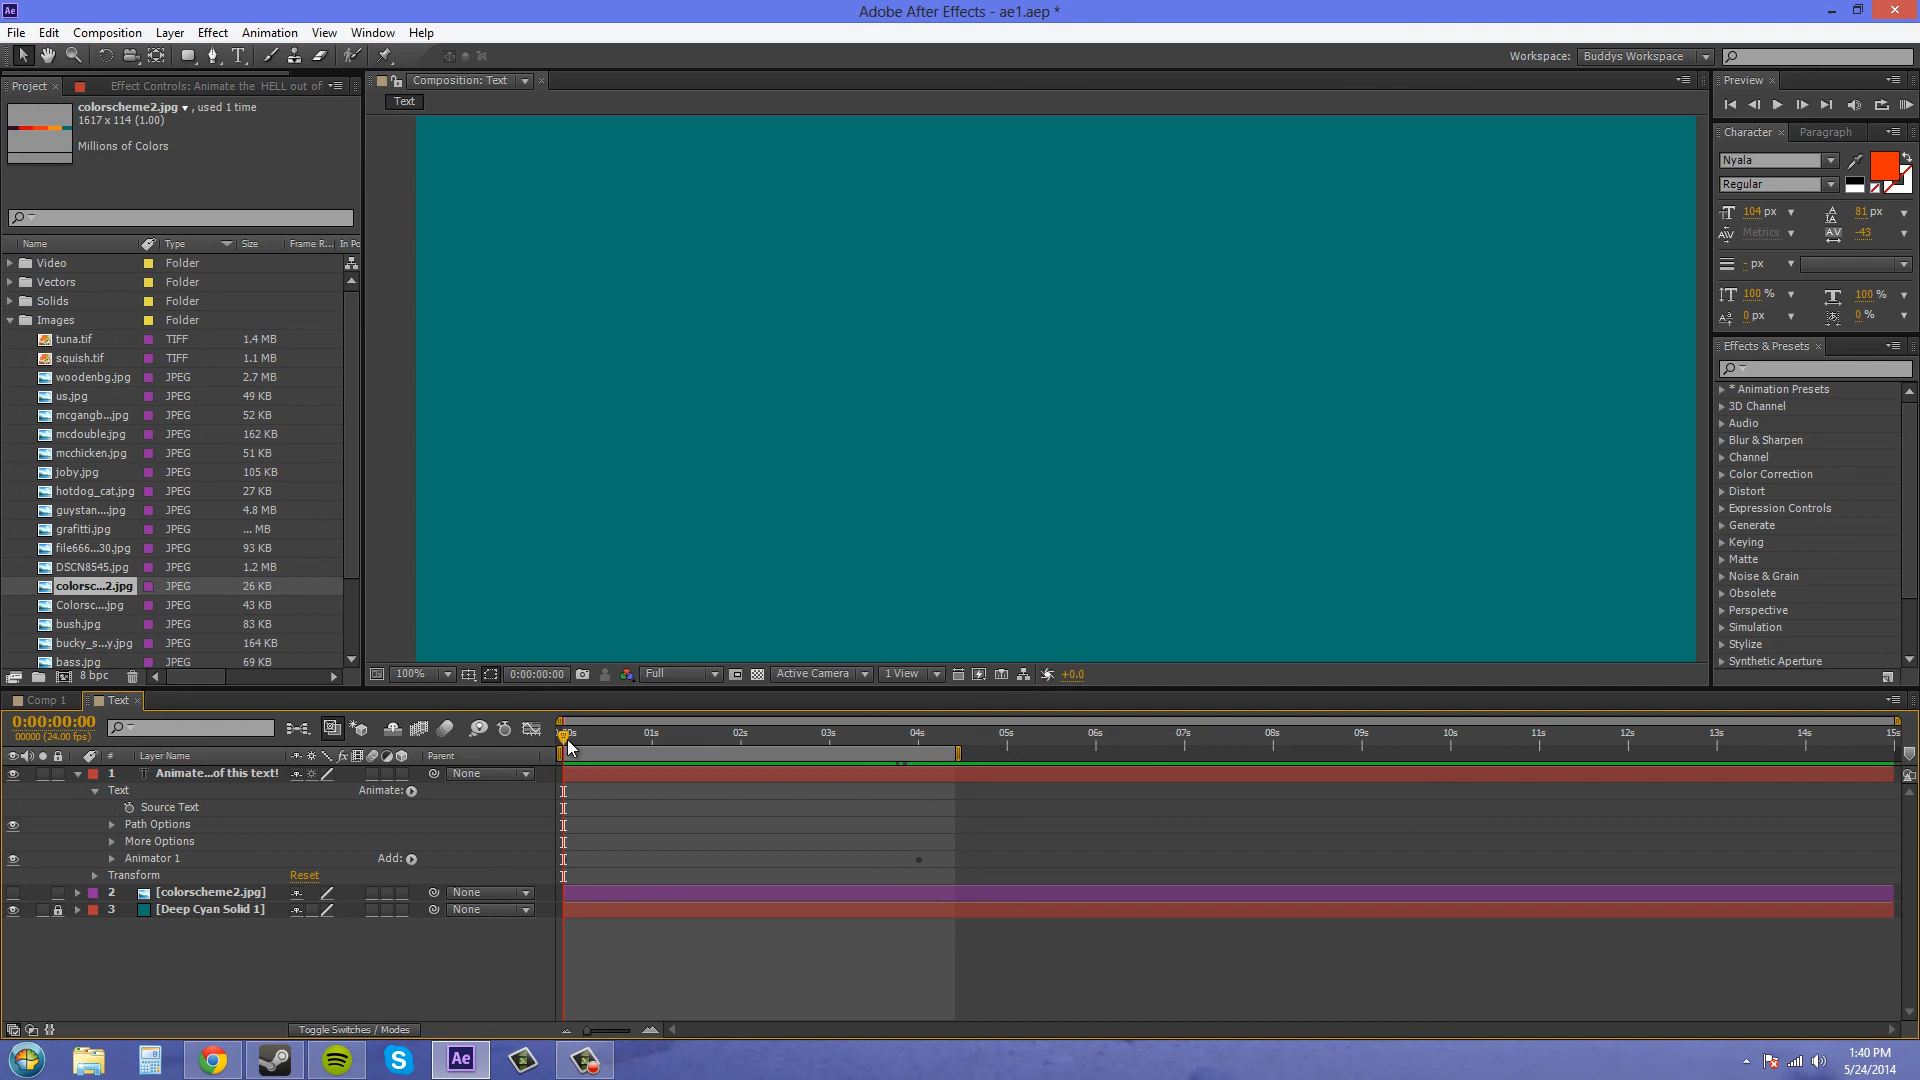 Adobe After Effects - ae1.aep *
File Edit Composition Layer Effect Animation View Window Help
Workspace: Buddys Workspace
Project Effect Controls: Animate the HELL out of
colorscheme2.jpg , used 1 time
1617 x 114 (1.00)
Millions of Colors
Name Type Size Frame R... In Po
Video Folder
Vectors Folder
Solids Folder
Images Folder
tuna.tif TIFF 1.4 MB
squish.tif TIFF 1.1 MB
woodenbg.jpg JPEG 2.7 MB
us.jpg JPEG 49 KB
mcgangb...jpg JPEG 52 KB
mcdouble.jpg JPEG 162 KB
mcchicken.jpg JPEG 51 KB
joby.jpg JPEG 105 KB
hotdog_cat.jpg JPEG 27 KB
guystan....jpg JPEG 4.8 MB
grafitti.jpg JPEG ... MB
file666...30.jpg JPEG 93 KB
DSCN8545.jpg JPEG 1.2 MB
colorsc...2.jpg JPEG 26 KB
Colorsc....jpg JPEG 43 KB
bush.jpg JPEG 83 KB
bucky_s...y.jpg JPEG 164 KB
bass.jpg JPEG 69 KB
8 bpc
Composition: Text
Text
100% 0:00:00:00 Full Active Camera 1 View +0.0
Preview
Character Paragraph
Nyala
Regular
104 px 81 px
Metrics -43
- px
100 % 100 %
0 px 0 %
Effects & Presets
* Animation Presets
3D Channel
Audio
Blur & Sharpen
Channel
Color Correction
Distort
Expression Controls
Generate
Keying
Matte
Noise & Grain
Obsolete
Perspective
Simulation
Stylize
Synthetic Aperture
Comp 1 Text
0:00:00:00
00000 (24.00 fps)
01s 02s 03s 04s 05s 06s 07s 08s 09s 10s 11s 12s 13s 14s 15s
# Layer Name Parent
1 T Animate...of this text! None
Text Animate:
Source Text
Path Options
More Options
Animator 1 Add:
Transform Reset
2 [colorscheme2.jpg] None
3 [Deep Cyan Solid 1] None
Toggle Switches / Modes
Ae
1:40 PM
5/24/2014